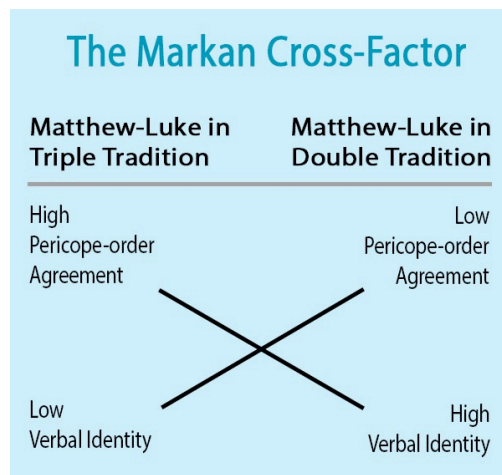 The Markan Cross-Factor
Matthew-Luke in
Triple Tradition
Matthew-Luke in
Double Tradition
High
Pericope-order
Agreement
Low
Pericope-order
Agreement
Low
Verbal Identity
High
Verbal Identity